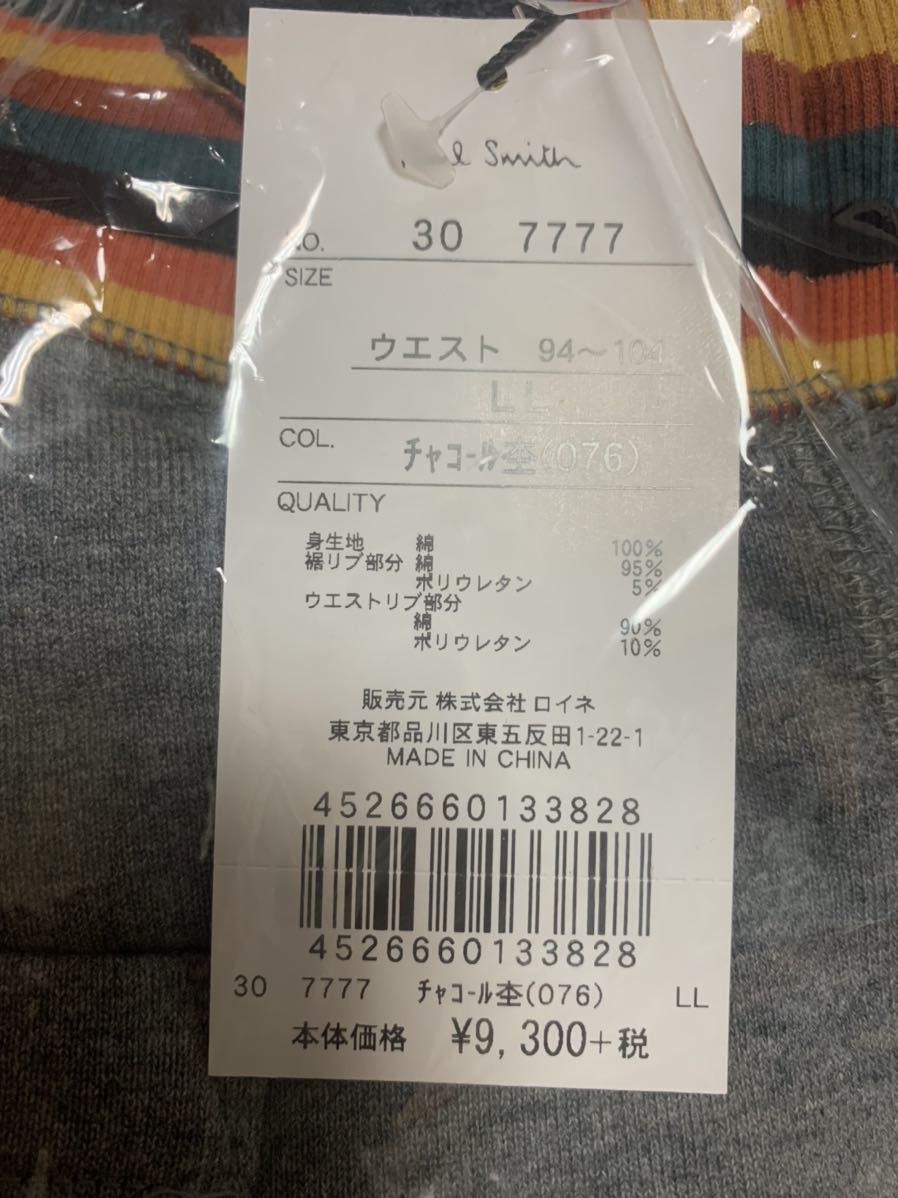 Smith
NO. 30 7777
SIZE
ウエスト 94～104
LL
COL. チャコール杢(076)
QUALITY
身生地 綿 100%
裾リブ部分 綿 95%
ポリウレタン 5%
ウエストリブ部分
綿 90%
ポリウレタン 10%
販売元 株式会社 ロイネ
東京都品川区東五反田1-22-1
MADE IN CHINA
4526660133828
4526660133828
30 7777 チャコール杢(076) LL
本体価格 ¥9,300+税